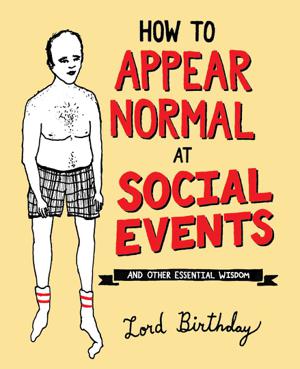 HOW TO
APPEAR
NORMAL
AT
SOCIAL
EVENTS
AND OTHER ESSENTIAL WISDOM
Lord Birthday